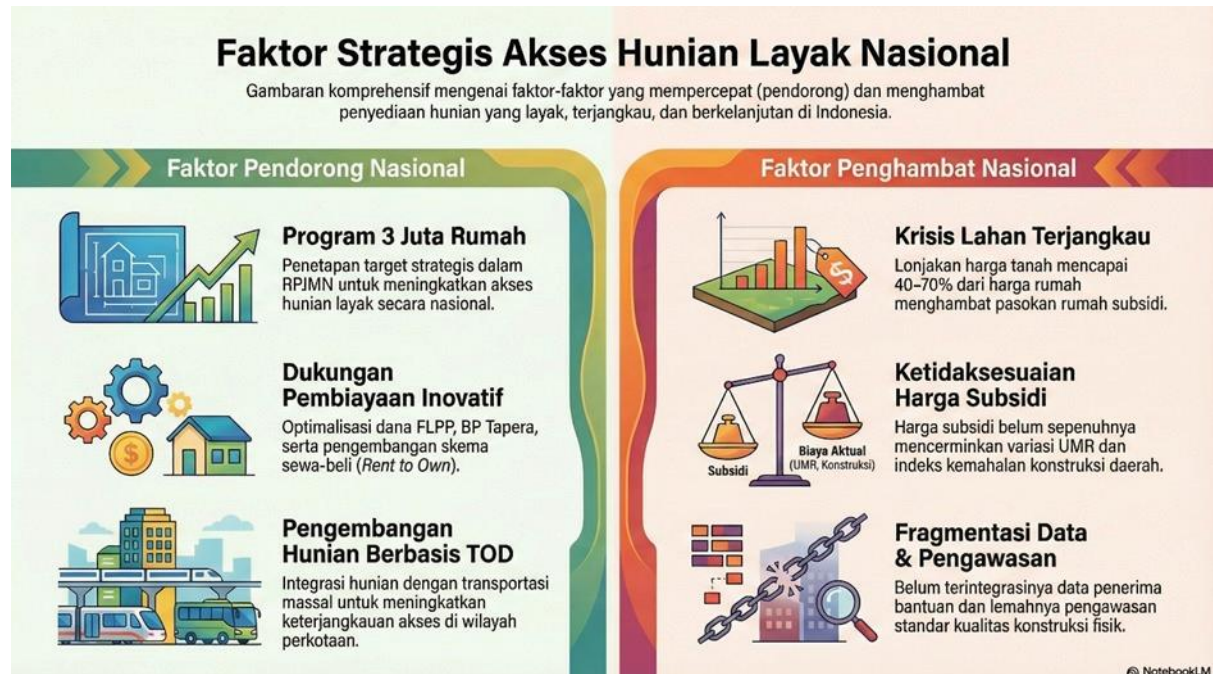 Faktor Strategis Akses Hunian Layak Nasional
Gambaran komprehensif mengenai faktor-faktor yang mempercepat (pendorong) dan menghambat
penyediaan hunian yang layak, terjangkau, dan berkelanjutan di Indonesia.
Faktor Pendorong Nasional
Program 3 Juta Rumah
Penetapan target strategis dalam
RPJMN untuk meningkatkan akses
hunian layak secara nasional.
Dukungan
Pembiayaan Inovatif
Optimalisasi dana FLPP, BP Tapera,
serta pengembangan skema
sewa-beli (Rent to Own).
Pengembangan
Hunian Berbasis TOD
Integrasi hunian dengan transportasi
massal untuk meningkatkan
keterjangkauan akses di wilayah
perkotaan.
Faktor Penghambat Nasional
Krisis Lahan Terjangkau
Lonjakan harga tanah mencapai
40–70% dari harga rumah
menghambat pasokan rumah subsidi.
Subsidi
Biaya Aktual
(UMR, Konstruksi)
Ketidaksesuaian
Harga Subsidi
Harga subsidi belum sepenuhnya
mencerminkan variasi UMR dan
indeks kemahalan konstruksi daerah.
Fragmentasi Data
& Pengawasan
Belum terintegrasinya data penerima
bantuan dan lemahnya pengawasan
standar kualitas konstruksi fisik.
NotebookLM